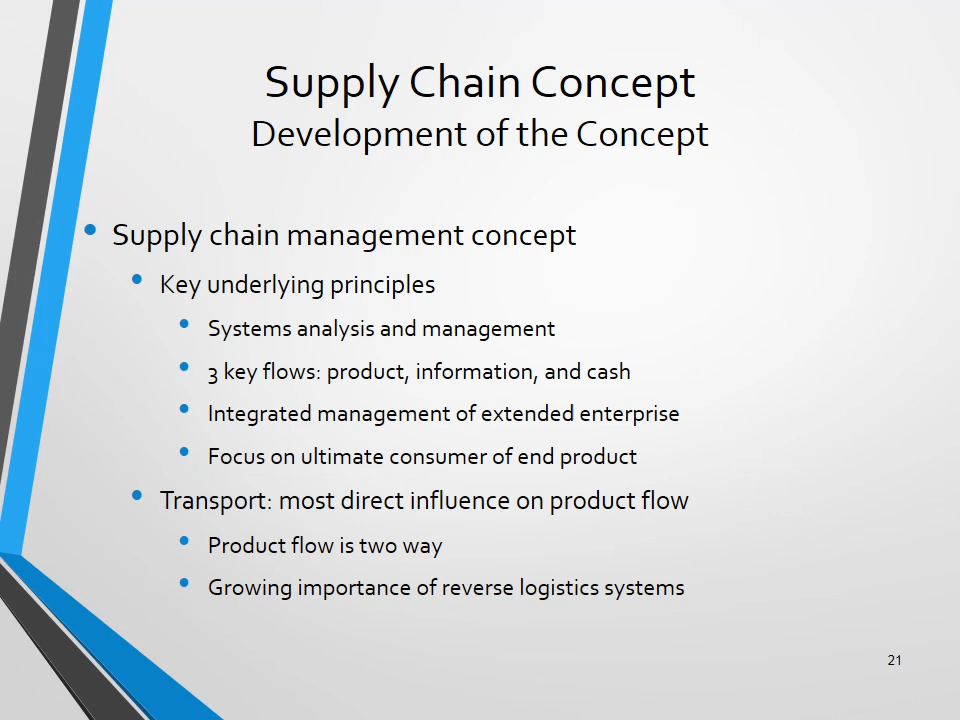 Supply Chain Concept
Development of the Concept
• Supply chain management concept
• Key underlying principles
• Systems analysis and management
• 3 key flows: product, information, and cash
• Integrated management of extended enterprise
• Focus on ultimate consumer of end product
• Transport: most direct influence on product flow
• Product flow is two way
• Growing importance of reverse logistics systems
21